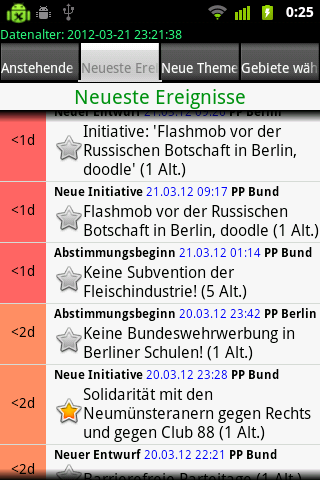 0:25
Datenalter: 2012-03-21 23:21:38
Anstehende Neueste Erei Neue Theme Gebiete wäh
Neueste Ereignisse
Neuer Entwurf 21.03.12 09:26 PP Berlin
<1d
Initiative: 'Flashmob vor der
Russischen Botschaft in Berlin,
doodle' (1 Alt.)
Neue Initiative 21.03.12 09:17 PP Bund
<1d
Flashmob vor der Russischen
Botschaft in Berlin, doodle (1 Alt.)
Abstimmungsbeginn 21.03.12 01:14 PP Bund
<1d
Keine Subvention der
Fleischindustrie! (5 Alt.)
Abstimmungsbeginn 20.03.12 23:42 PP Berlin
<2d
Keine Bundeswehrwerbung in
Berliner Schulen! (1 Alt.)
Neue Initiative 20.03.12 23:28 PP Bund
<2d
Solidarität mit den
Neumünsteranern gegen Rechts
und gegen Club 88 (1 Alt.)
Neuer Entwurf 20.03.12 22:21 PP Bund
<2d
Barrierefreie Parteitage (1 Alt.)